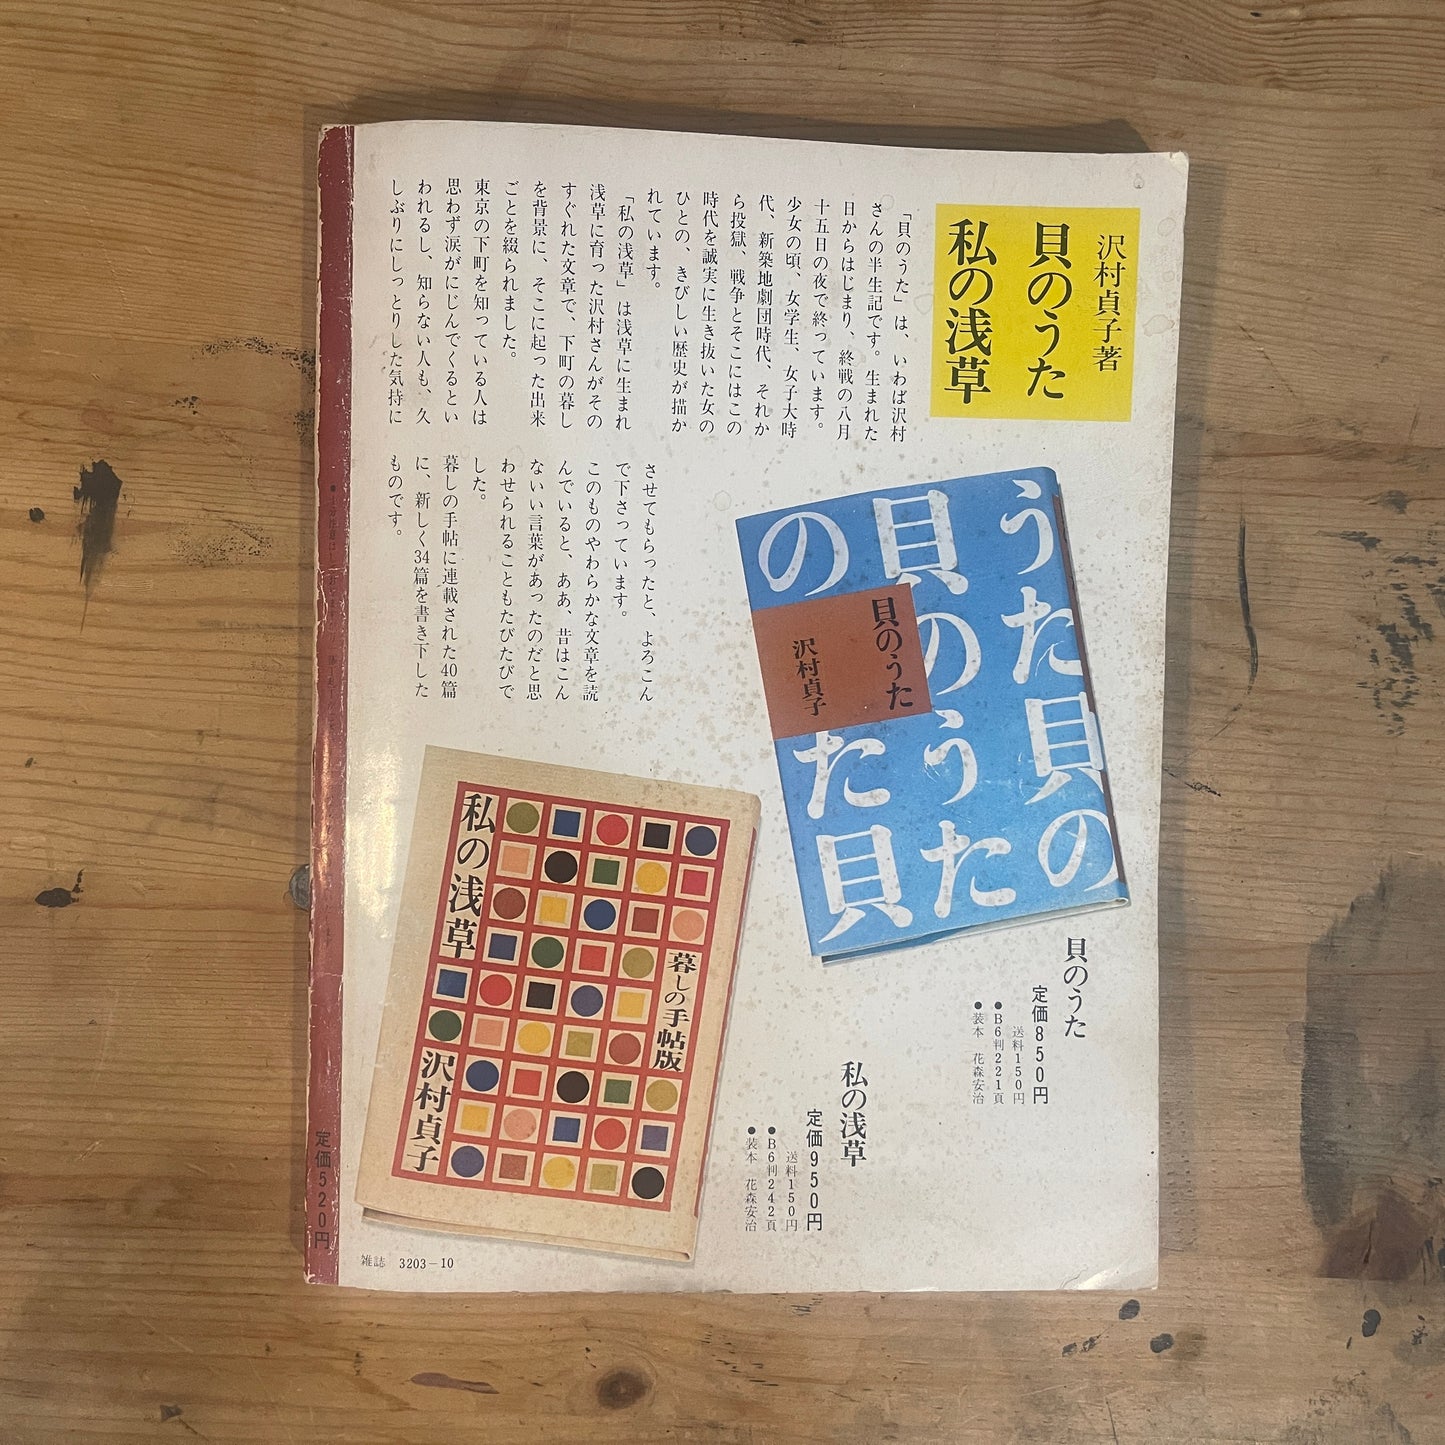 沢村貞子著
貝のうた
私の浅草
「貝のうた」は、いわば沢村
さんの半生記です。生まれた
日からはじまり、終戦の八月
十五日の夜で終っています。
少女の頃、女学生、女子大時
代、新築地劇団時代、それか
ら投獄、戦争とそこにはこの
時代を誠実に生き抜いた女の
ひとの、きびしい歴史が描か
れています。
「私の浅草」は浅草に生まれ
浅草に育った沢村さんがその
すぐれた文章で、下町の暮し
を背景に、そこに起った出来
ごとを綴られました。
東京の下町を知っている人は
思わず涙がにじんでくるとい
われるし、知らない人も、久
しぶりにしっとりした気持に
させてもらったと、よろこん
で下さっています。
このものやわらかな文章を読
んでいると、ああ、昔はこん
ないい言葉があったのだと思
わせられることもたびたびで
した。
暮しの手帖に連載された40篇
に、新しく34篇を書き下した
ものです。
うた貝の
貝のうた
のた貝
貝のうた
沢村貞子
貝のうた
定価850円
送料150円
●B6判221頁
●装本 花森安治
私の浅草
暮しの手帖版
沢村貞子
私の浅草
定価950円
送料150円
●B6判242頁
●装本 花森安治
定価520円
雑誌 3203-10